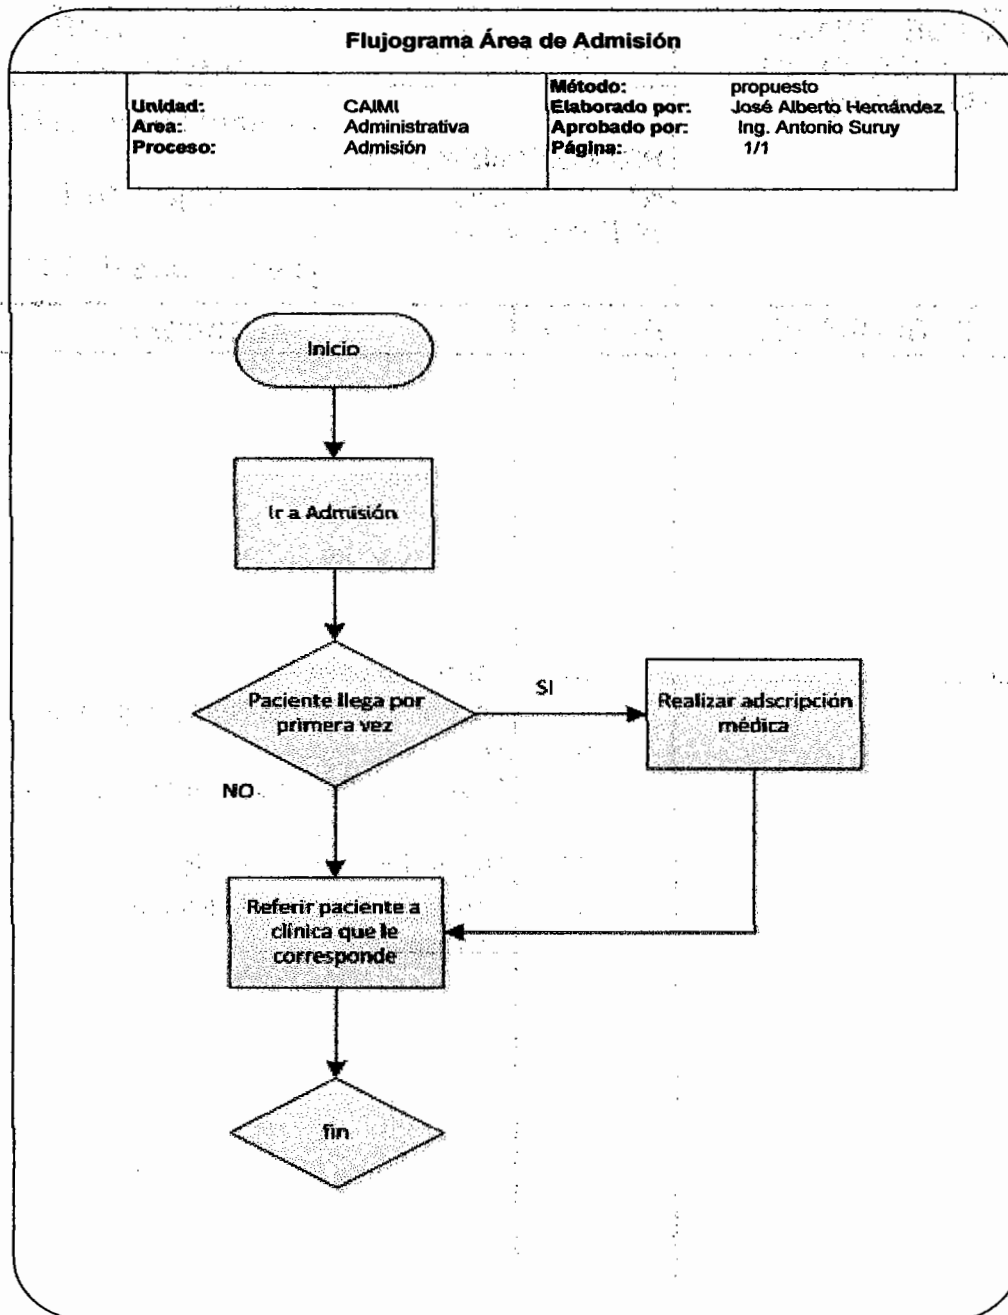 Flujograma Área de Admisión
Unidad: CAIMI
Area: Administrativa
Proceso: Admisión
Método: propuesto
Elaborado por: José Alberto Hernández
Aprobado por: Ing. Antonio Suruy
Página: 1/1
Inicio
Ir a Admisión
Paciente llega por
primera vez
SI
Realizar adscripción
médica
NO
Referir paciente a
clínica que le
corresponde
fin